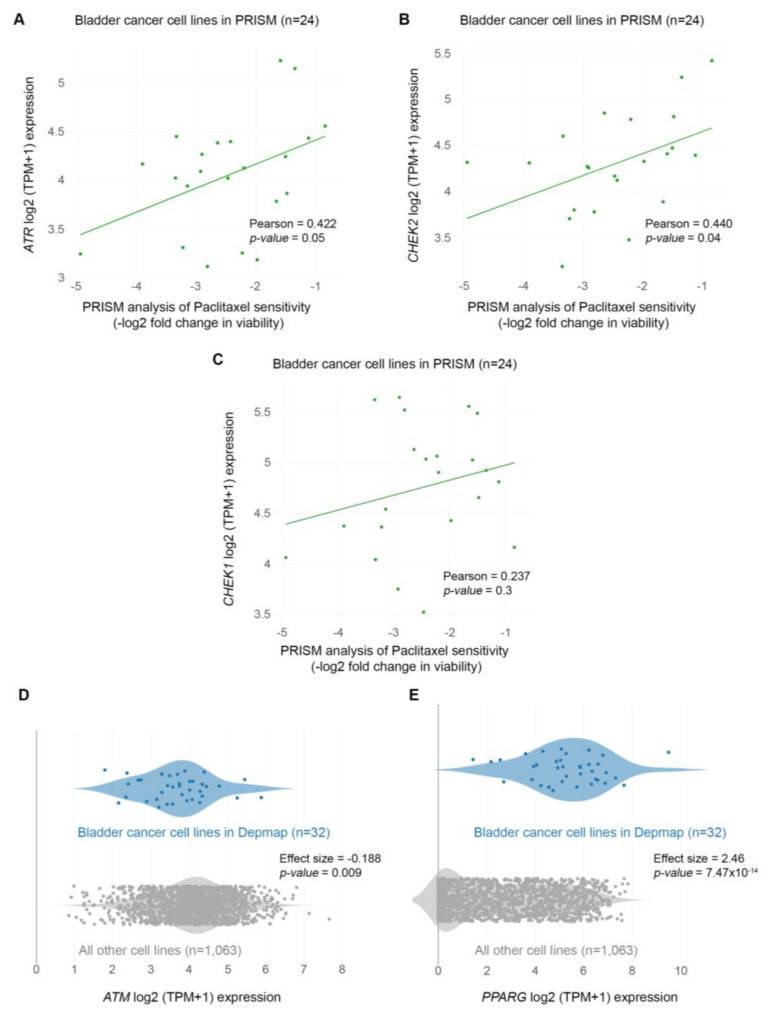 A
Bladder cancer cell lines in PRISM (n=24)
ATR log2 (TPM+1) expression
5
4.5
4
3.5
3
Pearson = 0.422
p-value = 0.05
-5 -4 -3 -2 -1
PRISM analysis of Paclitaxel sensitivity
(-log2 fold change in viability)
B
Bladder cancer cell lines in PRISM (n=24)
CHEK2 log2 (TPM+1) expression
5.5
5
4.5
4
3.5
Pearson = 0.440
p-value = 0.04
-5 -4 -3 -2 -1
PRISM analysis of Paclitaxel sensitivity
(-log2 fold change in viability)
C
Bladder cancer cell lines in PRISM (n=24)
CHEK1 log2 (TPM+1) expression
5.5
5
4.5
4
3.5
Pearson = 0.237
p-value = 0.3
-5 -4 -3 -2 -1
PRISM analysis of Paclitaxel sensitivity
(-log2 fold change in viability)
D
Bladder cancer cell lines in Depmap (n=32)
Effect size = -0.188
p-value = 0.009
All other cell lines (n=1,063)
0 1 2 3 4 5 6 7 8
ATM log2 (TPM+1) expression
E
Bladder cancer cell lines in Depmap (n=32)
Effect size = 2.46
p-value = 7.47x10⁻¹⁴
All other cell lines (n=1,063)
0 2 4 6 8 10
PPARG log2 (TPM+1) expression